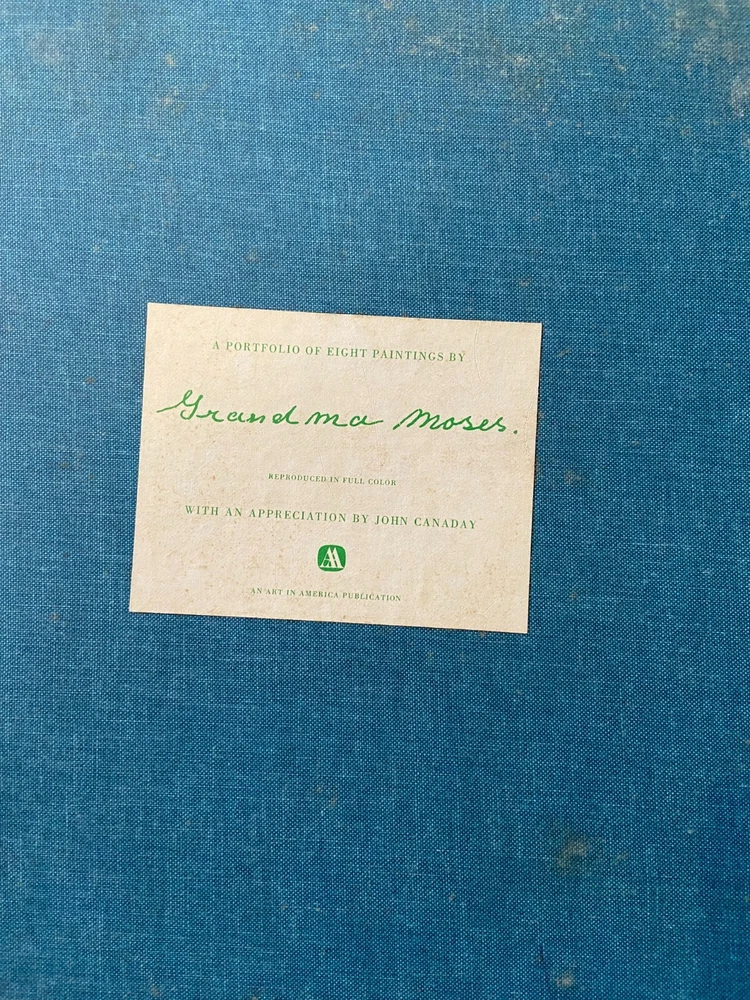 A PORTFOLIO OF EIGHT PAINTINGS BY
Grandma Moses.
REPRODUCED IN FULL COLOR
WITH AN APPRECIATION BY JOHN CANADAY
AN ART IN AMERICA PUBLICATION